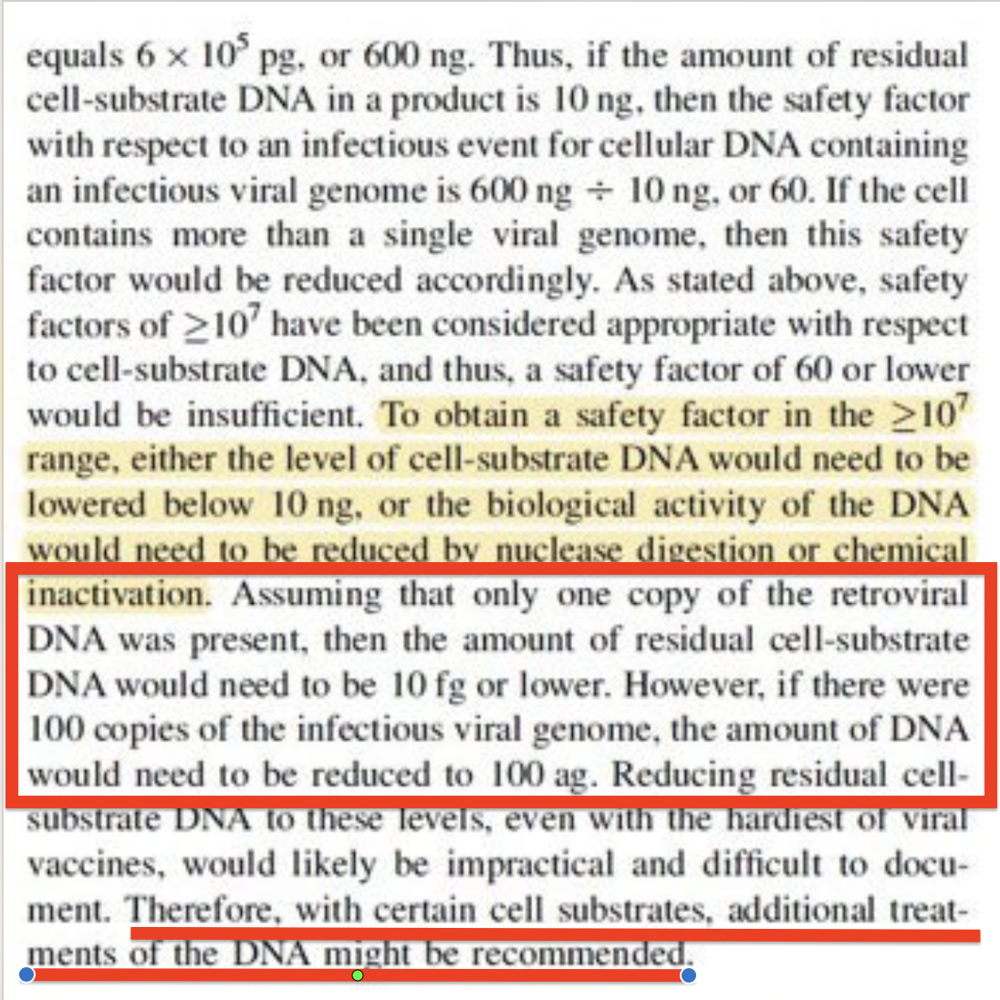 equals 6 × 10⁵ pg, or 600 ng. Thus, if the amount of residual
cell-substrate DNA in a product is 10 ng, then the safety factor
with respect to an infectious event for cellular DNA containing
an infectious viral genome is 600 ng ÷ 10 ng, or 60. If the cell
contains more than a single viral genome, then this safety
factor would be reduced accordingly. As stated above, safety
factors of ≥10⁷ have been considered appropriate with respect
to cell-substrate DNA, and thus, a safety factor of 60 or lower
would be insufficient. To obtain a safety factor in the ≥10⁷
range, either the level of cell-substrate DNA would need to be
lowered below 10 ng, or the biological activity of the DNA
would need to be reduced by nuclease digestion or chemical
inactivation. Assuming that only one copy of the retroviral
DNA was present, then the amount of residual cell-substrate
DNA would need to be 10 fg or lower. However, if there were
100 copies of the infectious viral genome, the amount of DNA
would need to be reduced to 100 ag. Reducing residual cell-
substrate DNA to these levels, even with the hardiest of viral
vaccines, would likely be impractical and difficult to docu-
ment. Therefore, with certain cell substrates, additional treat-
ments of the DNA might be recommended.